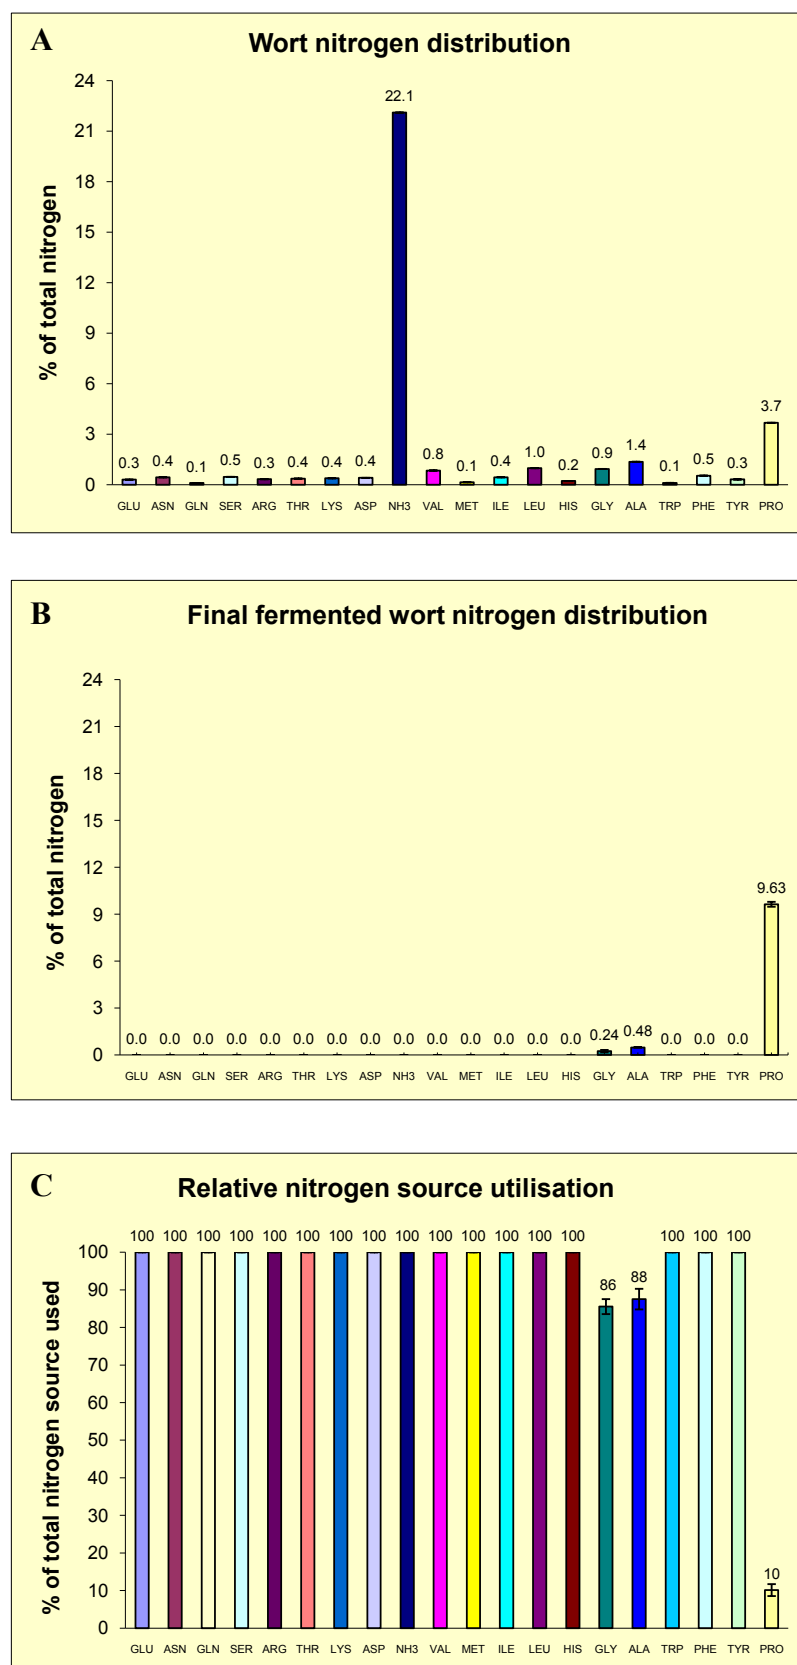 A
Wort nitrogen distribution
% of total nitrogen
24
21
18
15
12
9
6
3
0
0.3 0.4 0.1 0.5 0.3 0.4 0.4 0.4 22.1 0.8 0.1 0.4 1.0 0.2 0.9 1.4 0.1 0.5 0.3 3.7
GLU ASN GLN SER ARG THR LYS ASP NH3 VAL MET ILE LEU HIS GLY ALA TRP PHE TYR PRO
B
Final fermented wort nitrogen distribution
% of total nitrogen
24
21
18
15
12
9
6
3
0
0.0 0.0 0.0 0.0 0.0 0.0 0.0 0.0 0.0 0.0 0.0 0.0 0.0 0.0 0.24 0.48 0.0 0.0 0.0 9.63
GLU ASN GLN SER ARG THR LYS ASP NH3 VAL MET ILE LEU HIS GLY ALA TRP PHE TYR PRO
C
Relative nitrogen source utilisation
% of total nitrogen source used
100
90
80
70
60
50
40
30
20
10
0
100 100 100 100 100 100 100 100 100 100 100 100 100 100 86 88 100 100 100 10
GLU ASN GLN SER ARG THR LYS ASP NH3 VAL MET ILE LEU HIS GLY ALA TRP PHE TYR PRO